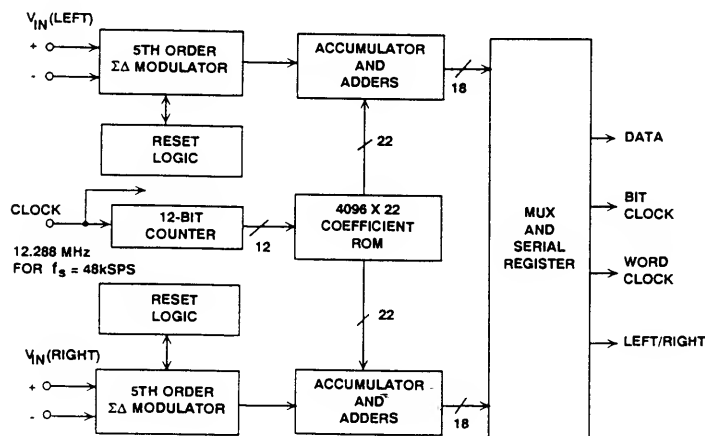 VIN(LEFT)
+
-
5TH ORDER
ΣΔ MODULATOR
ACCUMULATOR
AND
ADDERS
18
RESET
LOGIC
22
CLOCK
12-BIT
COUNTER
12
4096 X 22
COEFFICIENT
ROM
12.288 MHz
FOR fs = 48kSPS
MUX
AND
SERIAL
REGISTER
DATA
BIT
CLOCK
WORD
CLOCK
LEFT/RIGHT
RESET
LOGIC
22
VIN(RIGHT)
+
-
5TH ORDER
ΣΔ MODULATOR
ACCUMULATOR
AND
ADDERS
18